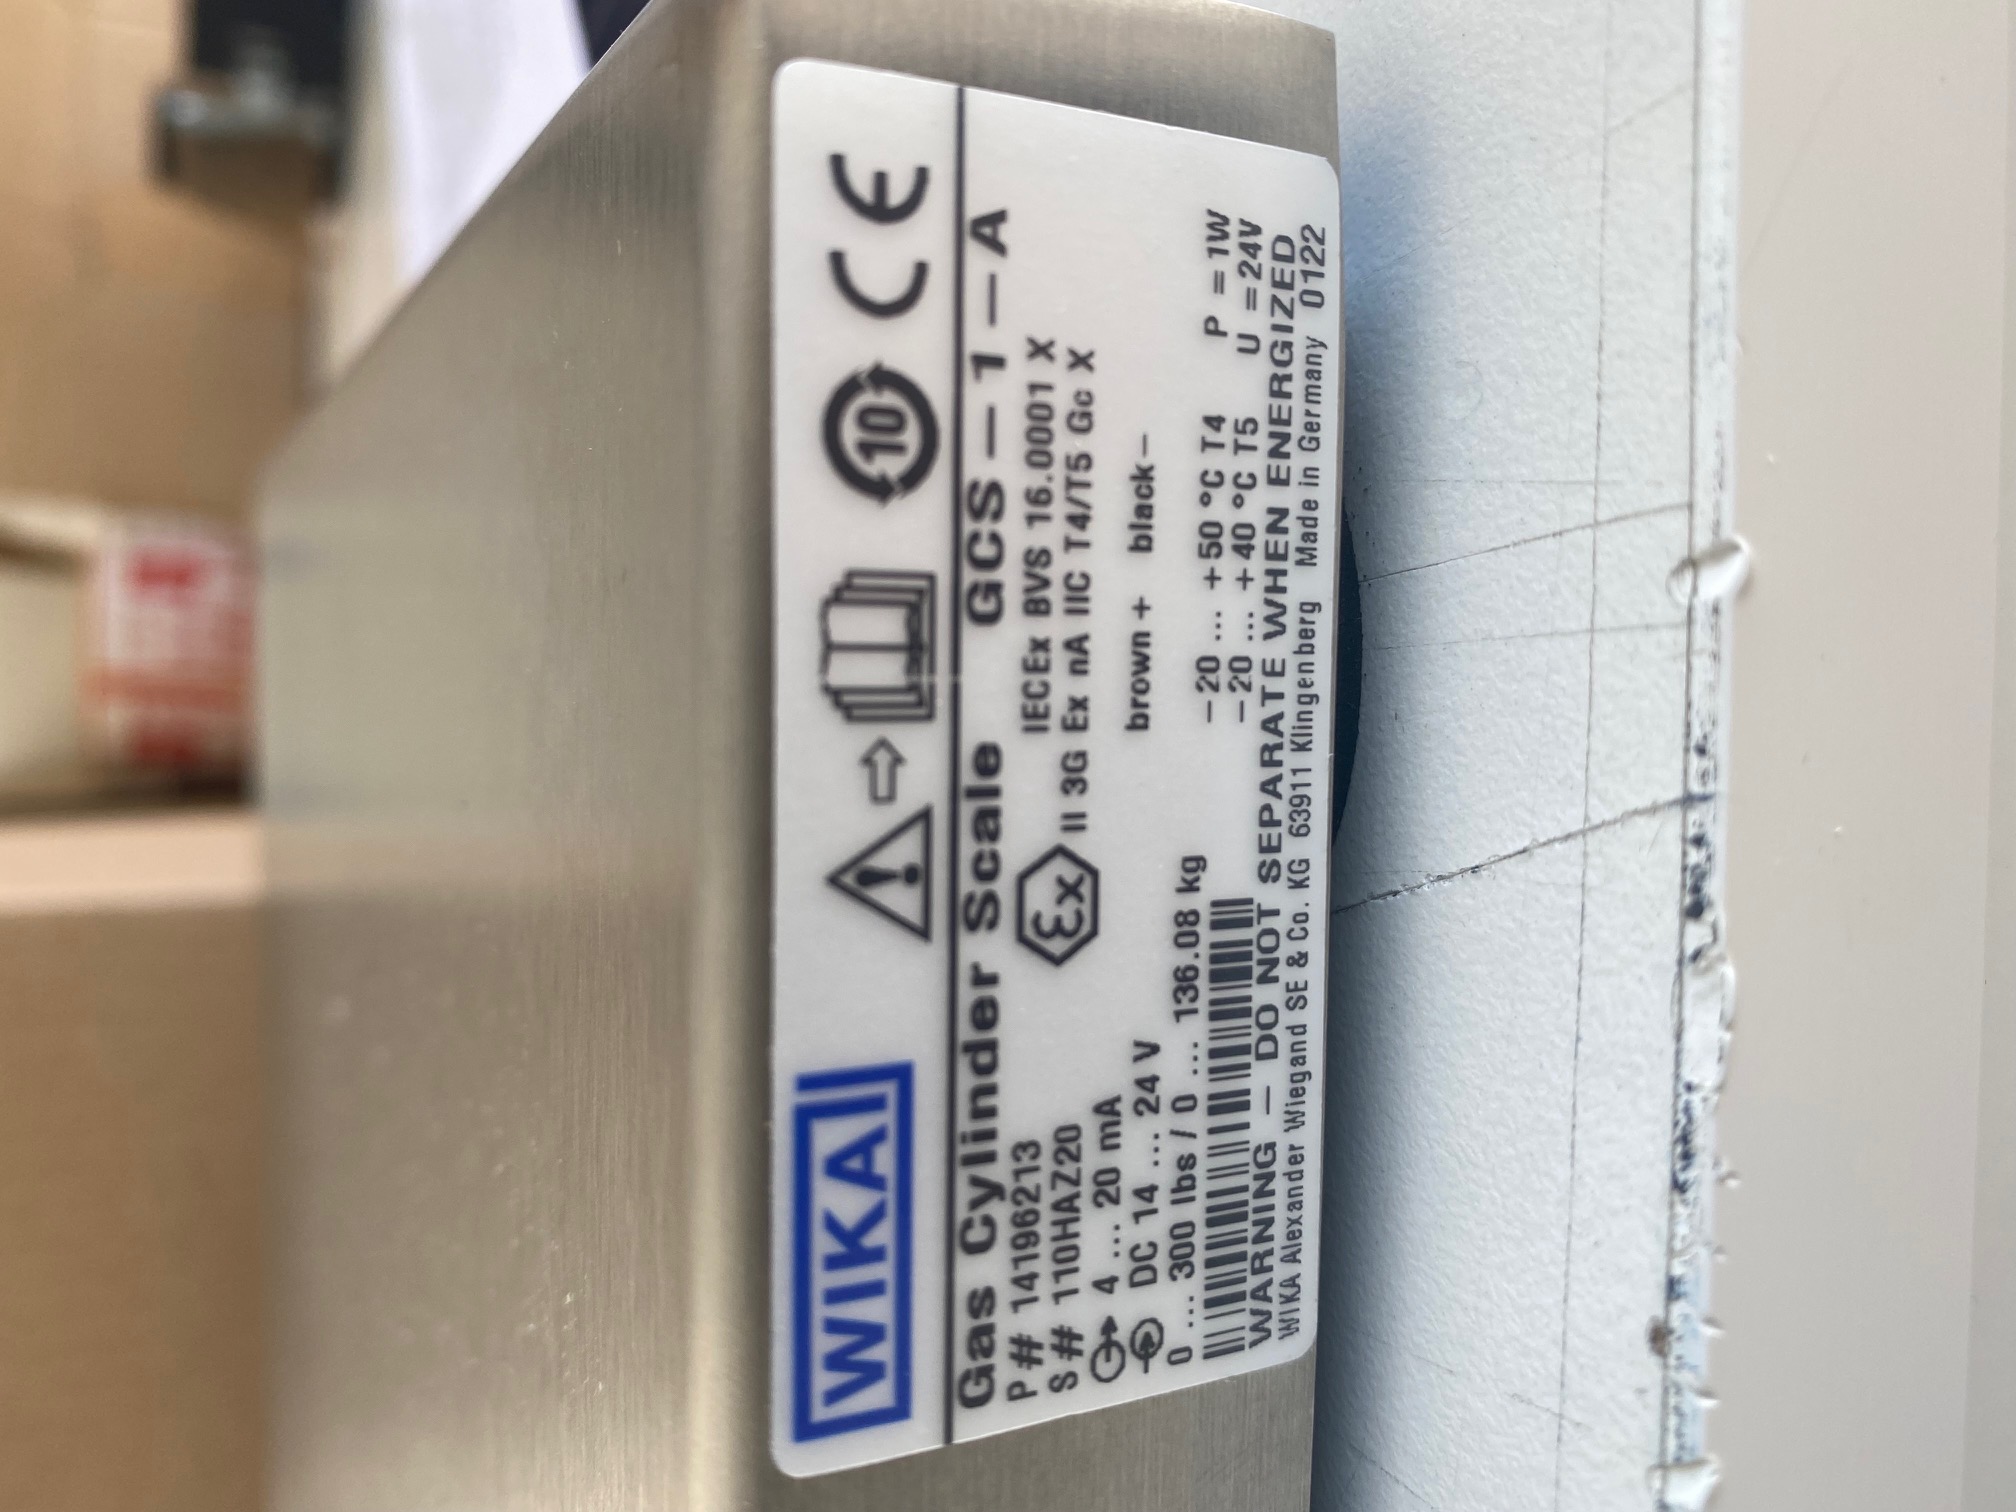 WIKA
10
CE
Gas Cylinder Scale GCS-1-A
P# 14196213
IECEx BVS 16.0001 X
S# 110HAZ20
Ex II 3G Ex nA IIC T4/T5 Gc X
4 ... 20 mA
DC 14 ... 24 V
brown + black -
0 ... 300 lbs / 0 ... 136.08 kg
-20 ... +50 °C T4 P = 1W
-20 ... +40 °C T5 U = 24V
WARNING – DO NOT SEPARATE WHEN ENERGIZED
WIKA Alexander Wiegand SE & Co. KG 63911 Klingenberg Made in Germany 0122